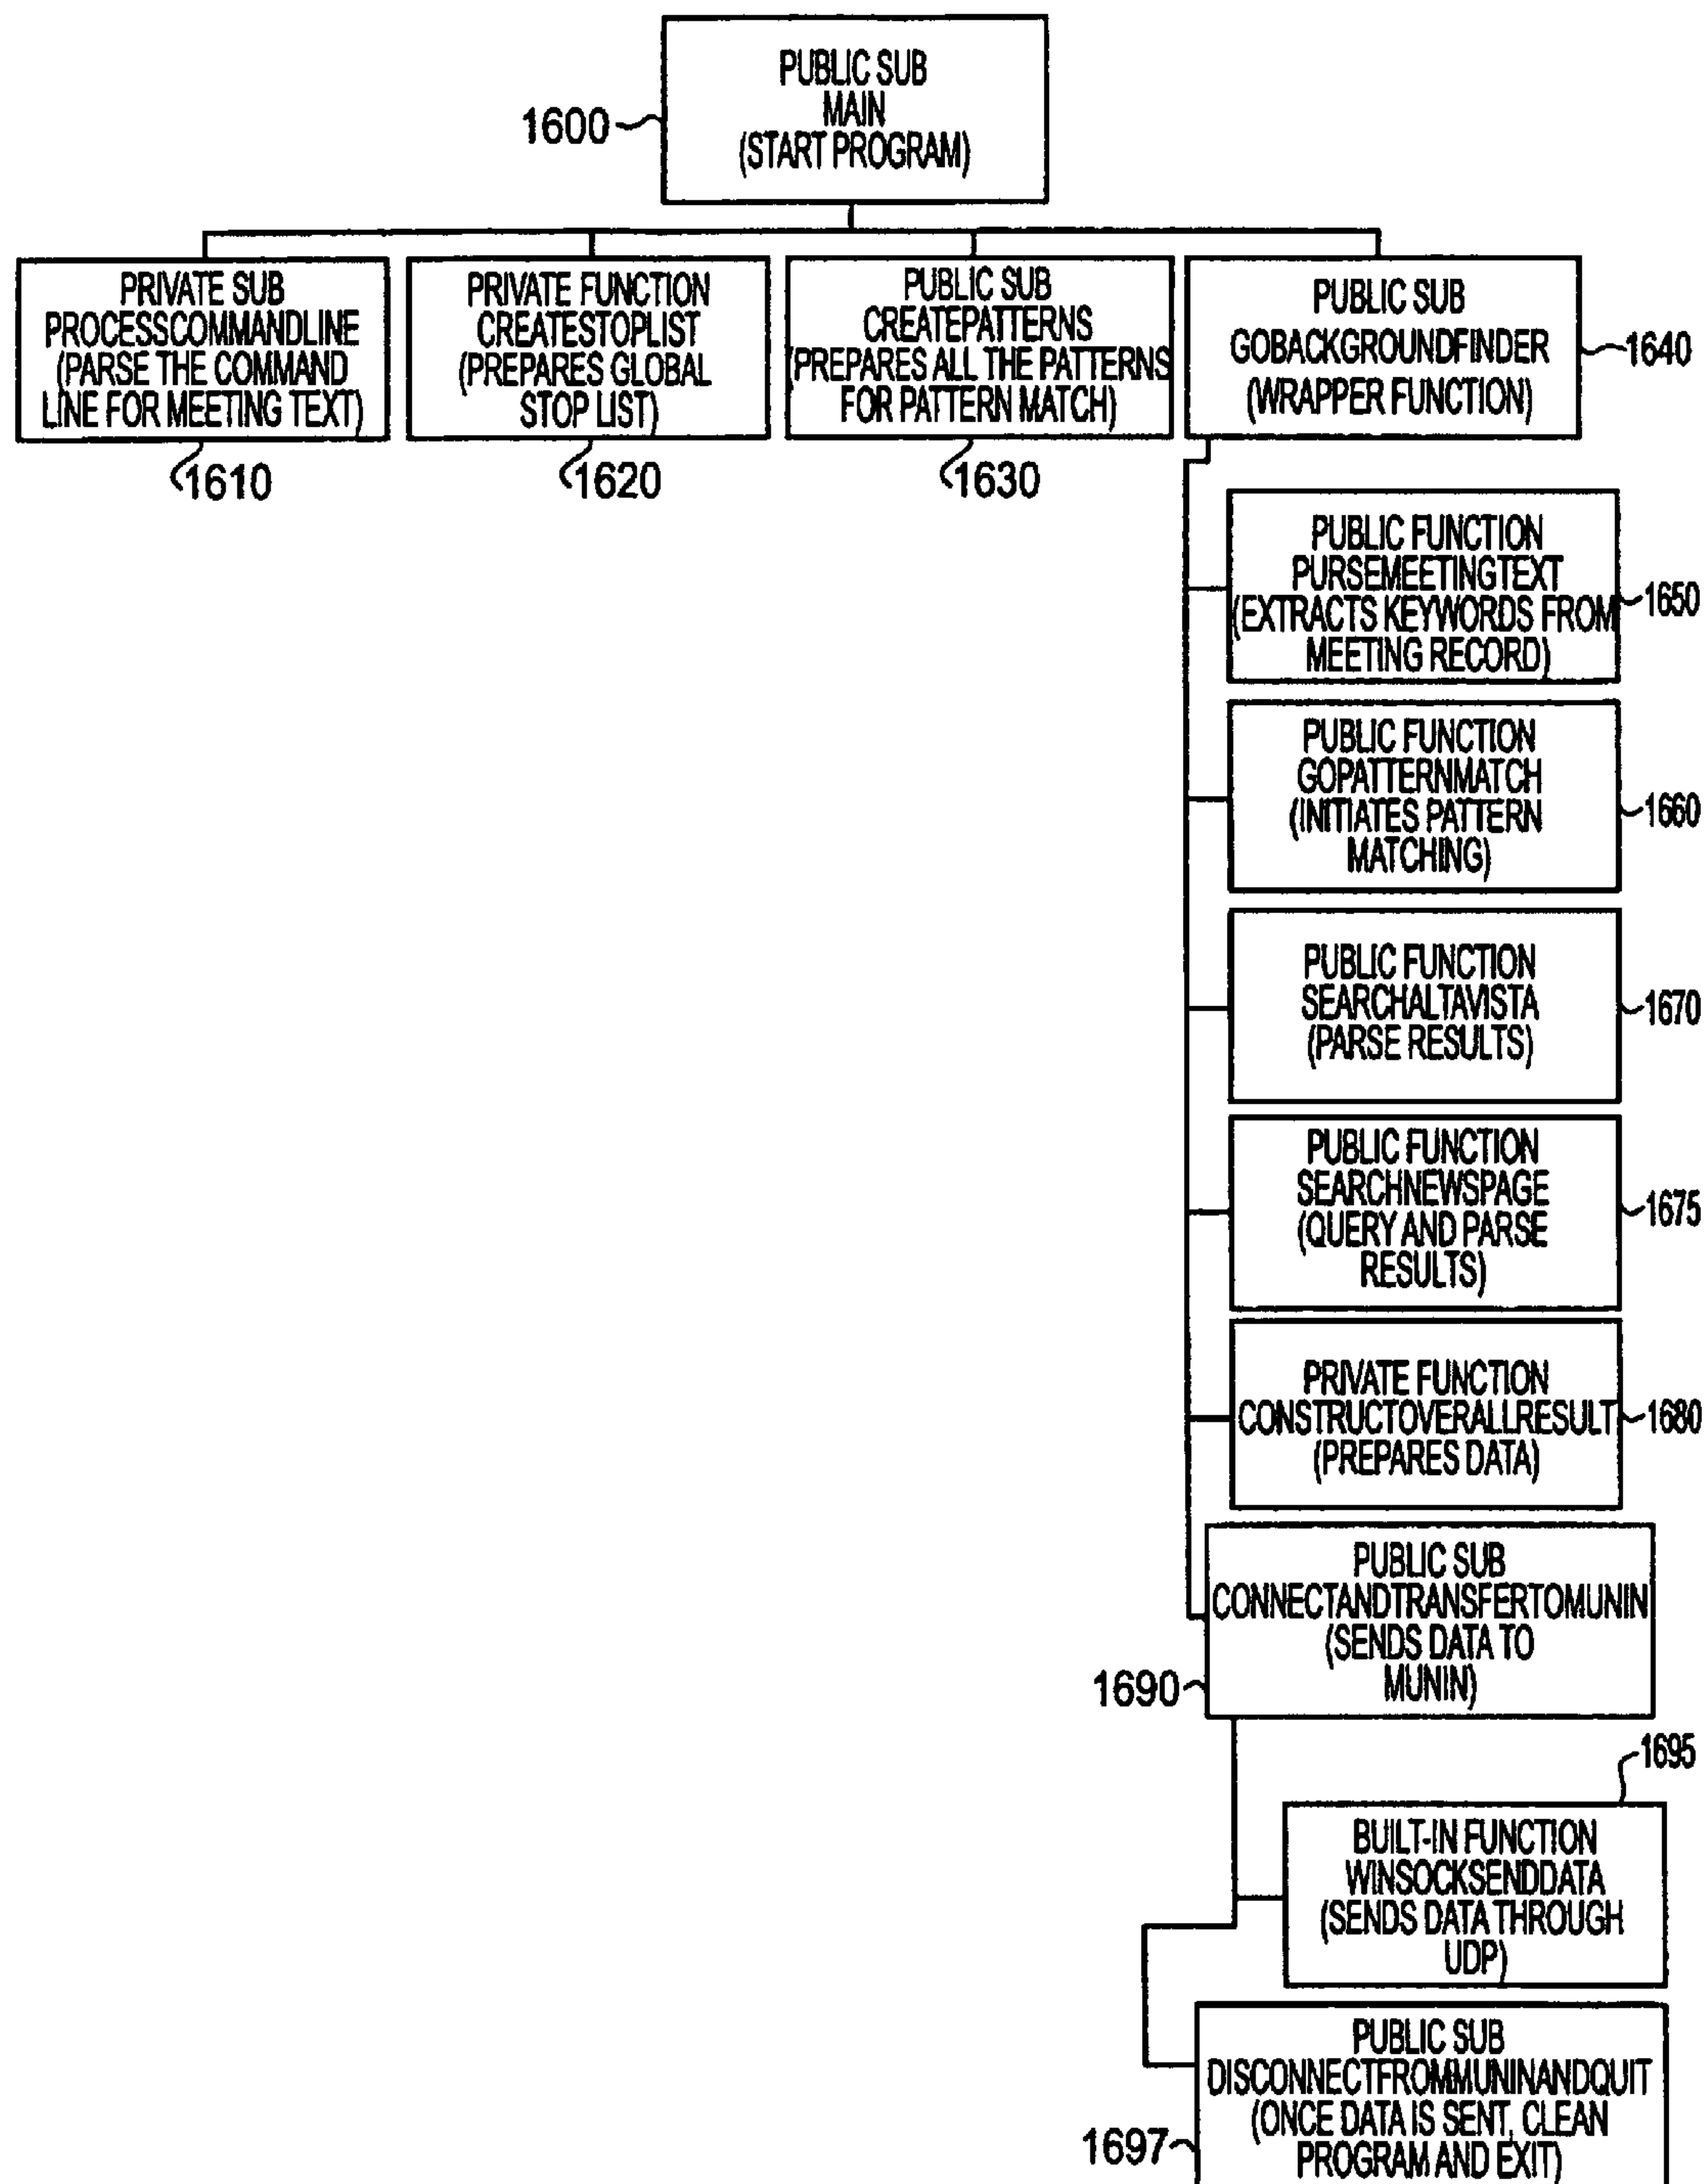 PUBLIC SUB
MAIN
(START PROGRAM)
1600
PRIVATE SUB
PROCESSCOMMANDLINE
(PARSE THE COMMAND
LINE FOR MEETING TEXT)
1610
PRIVATE FUNCTION
CREATESTOPLIST
(PREPARES GLOBAL
STOP LIST)
1620
PUBLIC SUB
CREATEPATTERNS
(PREPARES ALL THE PATTERNS
FOR PATTERN MATCH)
1630
PUBLIC SUB
GOBACKGROUNDFINDER
(WRAPPER FUNCTION)
1640
PUBLIC FUNCTION
PURSEMEETINGTEXT
(EXTRACTS KEYWORDS FROM
MEETING RECORD)
1650
PUBLIC FUNCTION
GOPATTERNMATCH
(INITIATES PATTERN
MATCHING)
1660
PUBLIC FUNCTION
SEARCHALTAVISTA
(PARSE RESULTS)
1670
PUBLIC FUNCTION
SEARCHNEWSPAGE
(QUERY AND PARSE
RESULTS)
1675
PRIVATE FUNCTION
CONSTRUCTOVERALLRESULT
(PREPARES DATA)
1680
PUBLIC SUB
CONNECTANDTRANSFERTOMUNIN
(SENDS DATA TO
MUNIN)
1690
1695
BUILT-IN FUNCTION
WINSOCKSENDDATA
(SENDS DATA THROUGH
UDP)
PUBLIC SUB
DISCONNECTFROMMUNINANDQUIT
(ONCE DATA IS SENT, CLEAN
PROGRAM AND EXIT)
1697